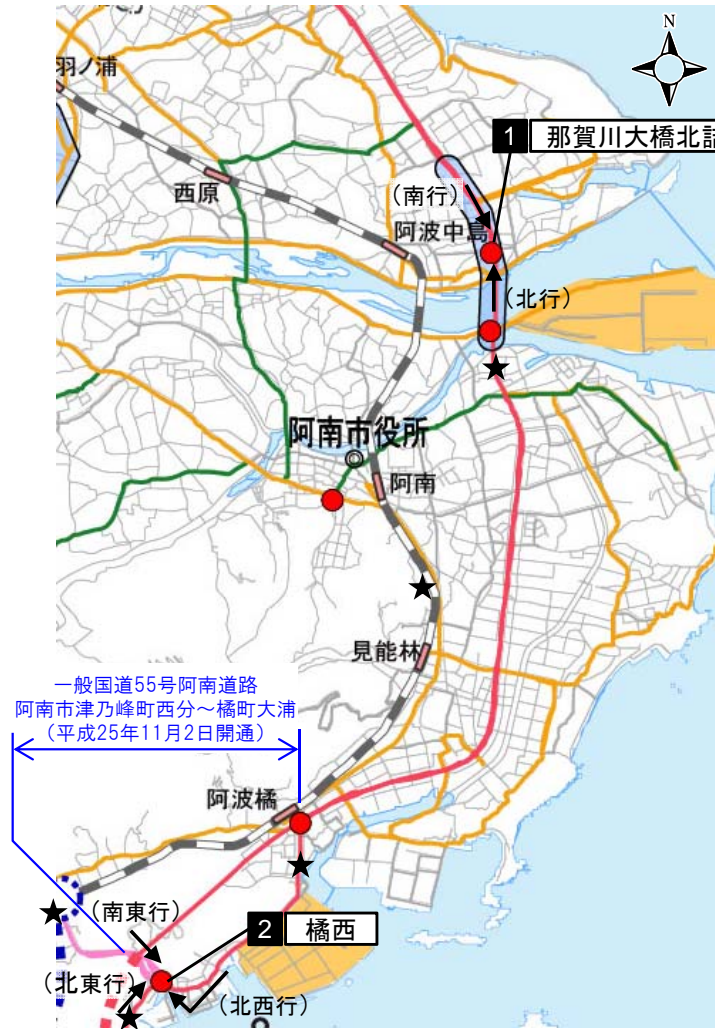 N
羽ノ浦
1 那賀川大橋北詰
西原
(南行)
阿波中島
(北行)
阿南市役所
阿南
見能林
一般国道55号阿南道路
阿南市津乃峰町西分～橘町大浦
(平成25年11月2日開通)
阿波橘
(南東行)
2 橘西
(北東行)
(北西行)